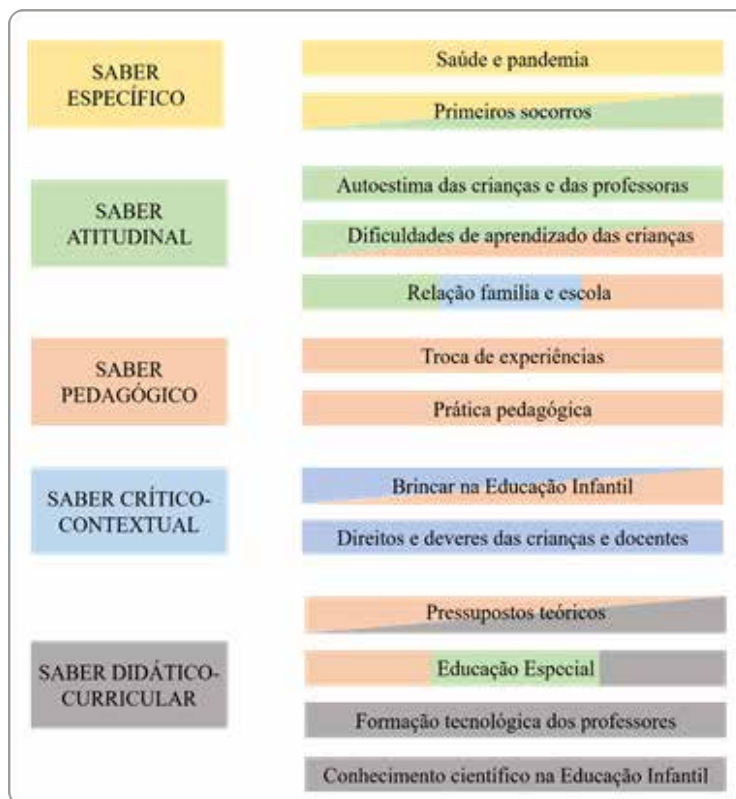 SABER
ESPECÍFICO
Saúde e pandemia
Primeiros socorros
SABER
ATITUDINAL
Autoestima das crianças e das professoras
Dificuldades de aprendizado das crianças
Relação família e escola
SABER
PEDAGÓGICO
Troca de experiências
Prática pedagógica
SABER CRÍTICO-
CONTEXTUAL
Brincar na Educação Infantil
Direitos e deveres das crianças e docentes
SABER DIDÁTICO-
CURRICULAR
Pressupostos teóricos
Educação Especial
Formação tecnológica dos professores
Conhecimento científico na Educação Infantil